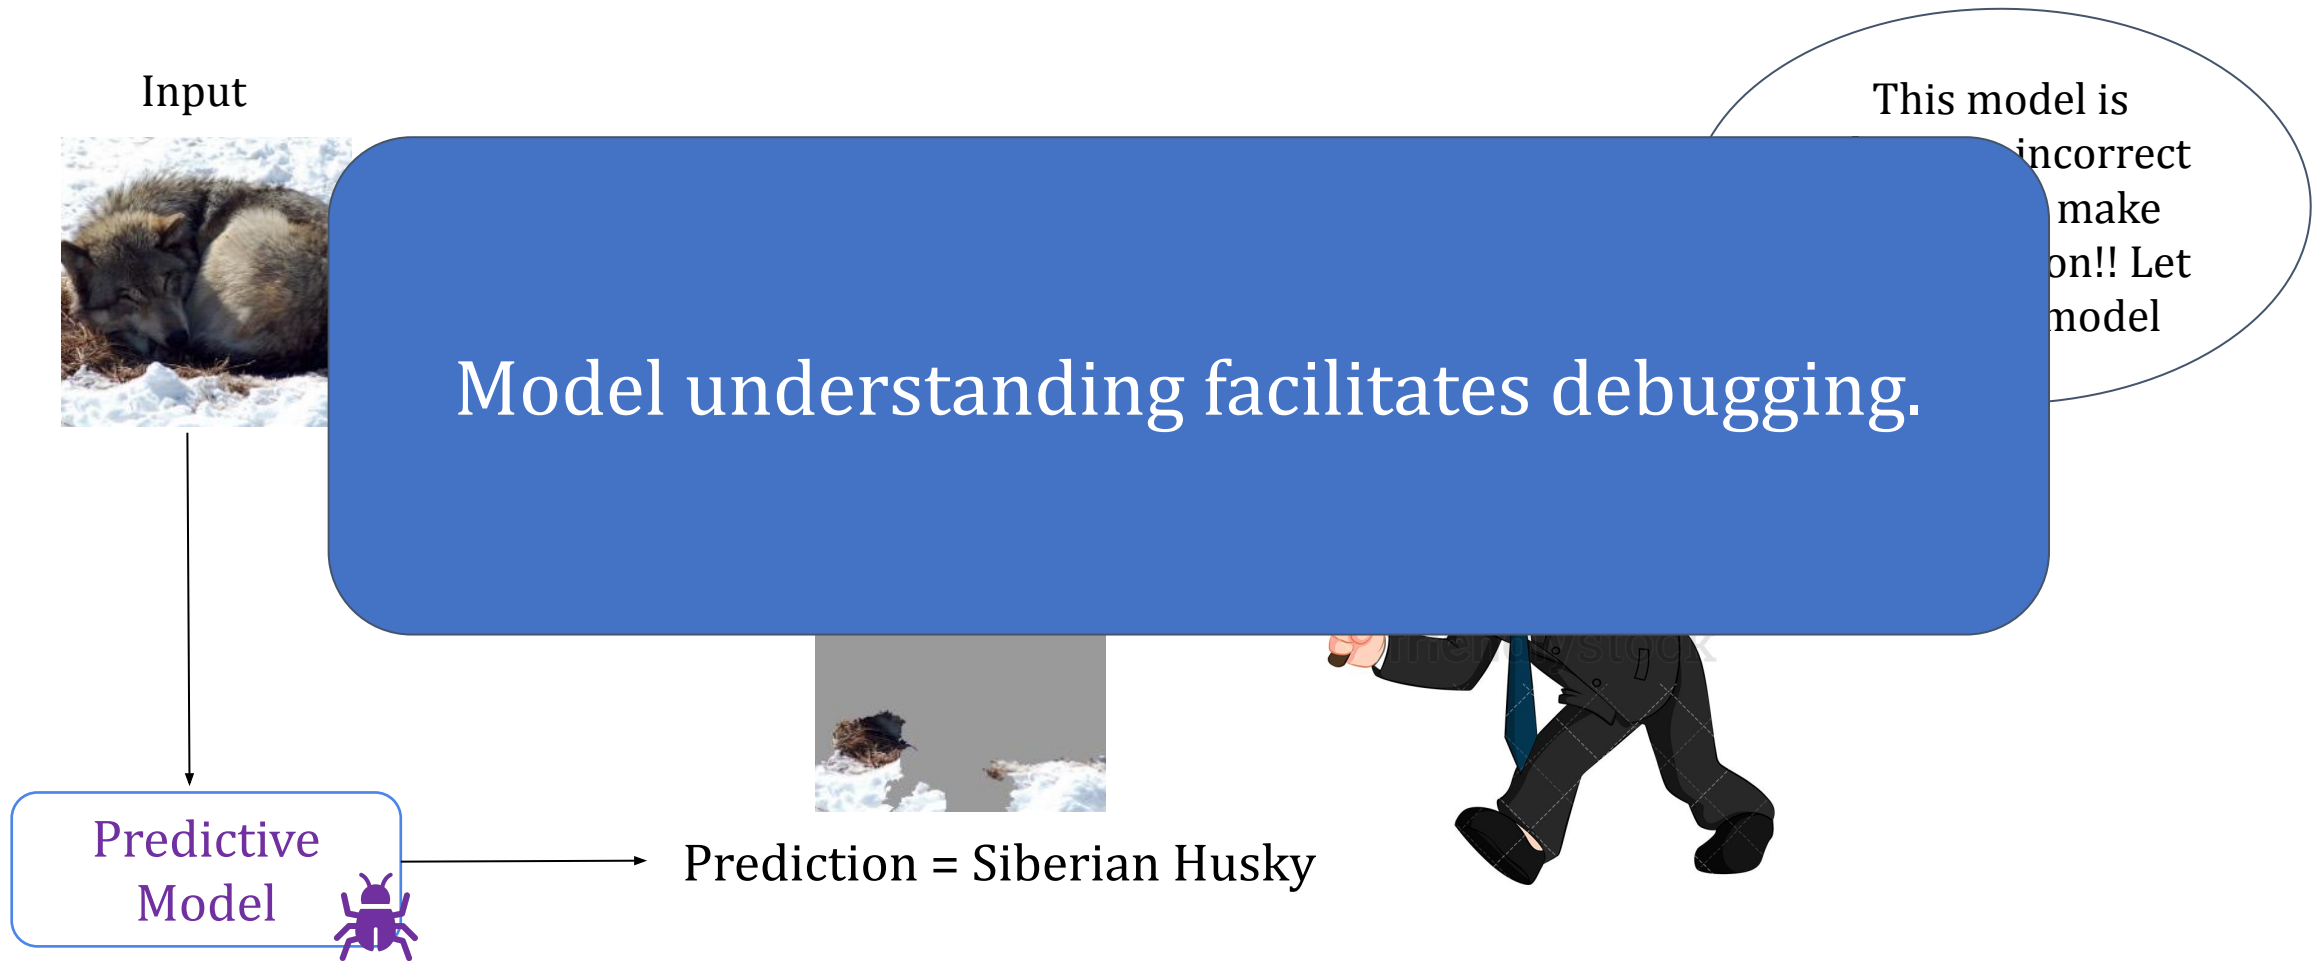 Input
This model is
incorrect
make
on!! Let
model
Model understanding facilitates debugging.
Predictive
Model
Prediction = Siberian Husky